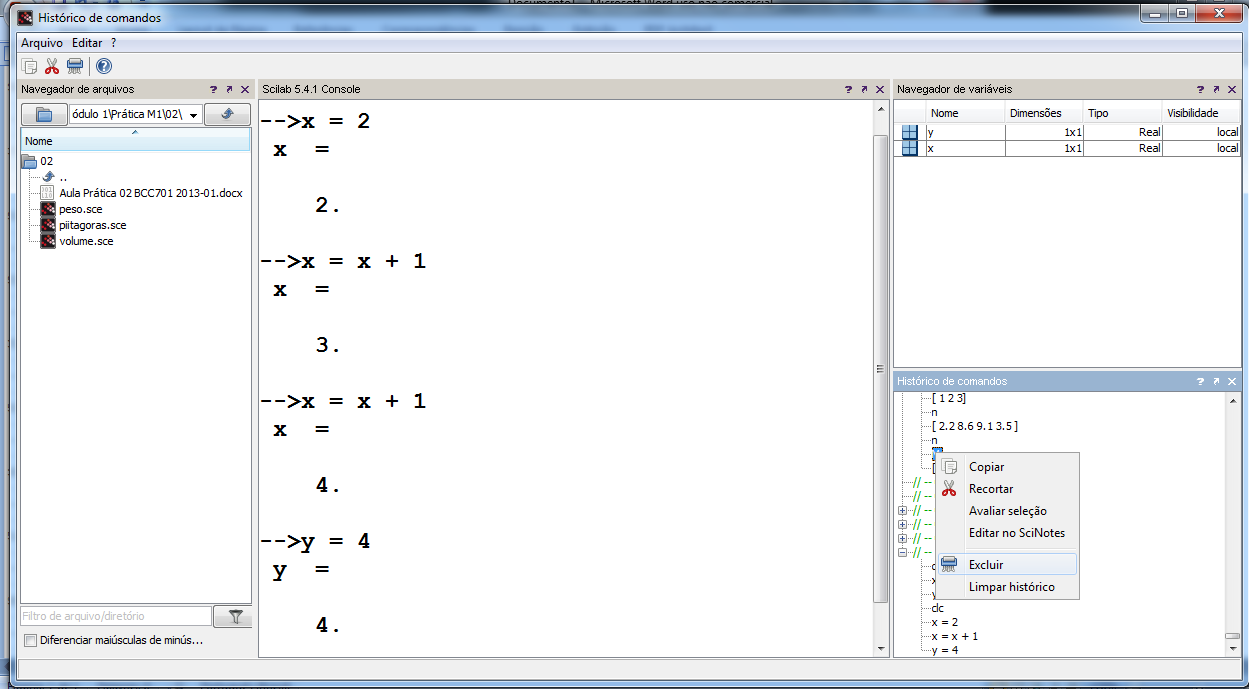 Histórico de comandos
Arquivo Editar ?
Navegador de arquivos
ódulo 1\Prática M1\02\
Nome
02
..
Aula Prática 02 BCC701 2013-01.docx
peso.sce
piitagoras.sce
volume.sce
Filtro de arquivo/diretório
Diferenciar maiúsculas de minús...
Scilab 5.4.1 Console
-->x = 2
x =
2.
-->x = x + 1
x =
3.
-->x = x + 1
x =
4.
-->y = 4
y =
4.
Navegador de variáveis
Nome Dimensões Tipo Visibilidade
y 1x1 Real local
x 1x1 Real local
Histórico de comandos
[ 1 2 3]
n
[ 2.2 8.6 9.1 3.5 ]
n
// --
// --
// --
// --
// --
// --
Copiar
Recortar
Avaliar seleção
Editar no SciNotes
Excluir
Limpar histórico
clc
x = 2
x = x + 1
y = 4